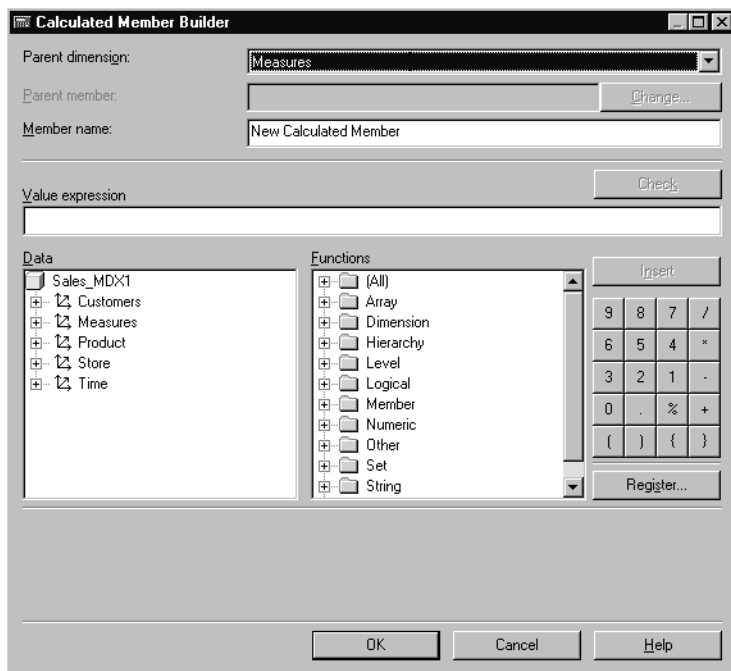 Calculated Member Builder
Parent dimension:
Measures
Parent member:
Change...
Member name:
New Calculated Member
Check
Value expression
Data
Functions
Insert
Sales_MDX1
Customers
Measures
Product
Store
Time
(All)
Array
Dimension
Hierarchy
Level
Logical
Member
Numeric
Other
Set
String
9 8 7 /
6 5 4 *
3 2 1 -
0 . % +
( ) { }
Register...
OK
Cancel
Help